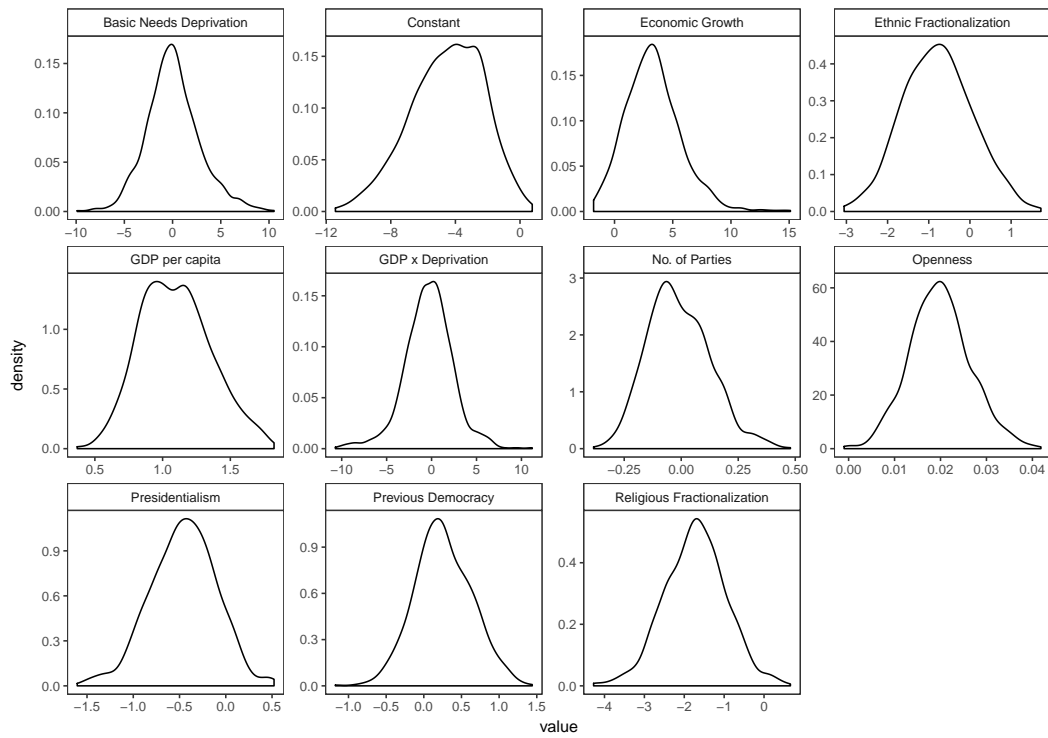 Basic Needs Deprivation Constant Economic Growth Ethnic Fractionalization
0.15
0.10
0.05
0.00
−10 −5 0 5 10
0.15
0.10
0.05
0.00
−12 −8 −4 0
0.15
0.10
0.05
0.00
0 5 10 15
0.4
0.3
0.2
0.1
0.0
−3 −2 −1 0 1
GDP per capita GDP x Deprivation No. of Parties Openness
1.0
0.5
0.0
0.5 1.0 1.5
0.15
0.10
0.05
0.00
−10 −5 0 5 10
3
2
1
0
−0.25 0.00 0.25 0.50
60
40
20
0
0.00 0.01 0.02 0.03 0.04
Presidentialism Previous Democracy Religious Fractionalization
0.9
0.6
0.3
0.0
−1.5 −1.0 −0.5 0.0 0.5
0.9
0.6
0.3
0.0
−1.0 −0.5 0.0 0.5 1.0 1.5
0.4
0.2
0.0
−4 −3 −2 −1 0
density
value